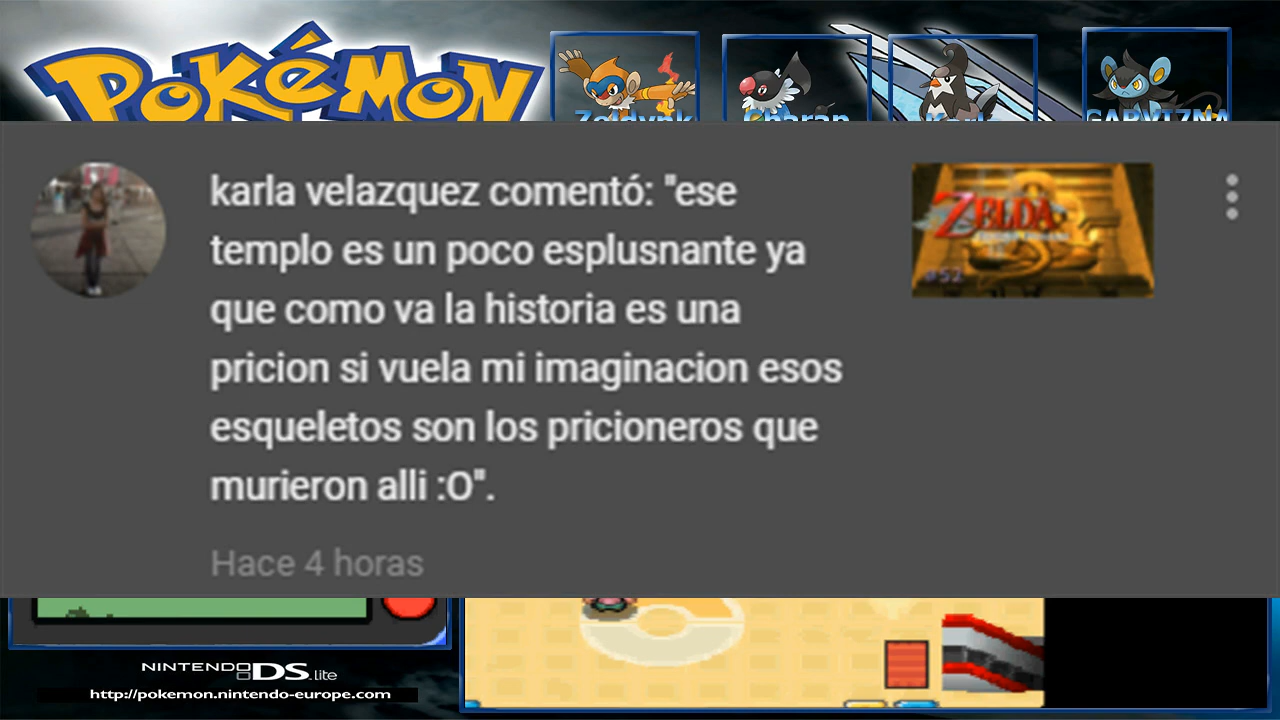 POKéMON
karla velazquez comentó: "ese
templo es un poco esplusnante ya
que como va la historia es una
pricion si vuela mi imaginacion esos
esqueletos son los pricioneros que
murieron alli :O".
Hace 4 horas
ZELDA
#52
NINTENDO DS lite
http://pokemon.nintendo-europe.com